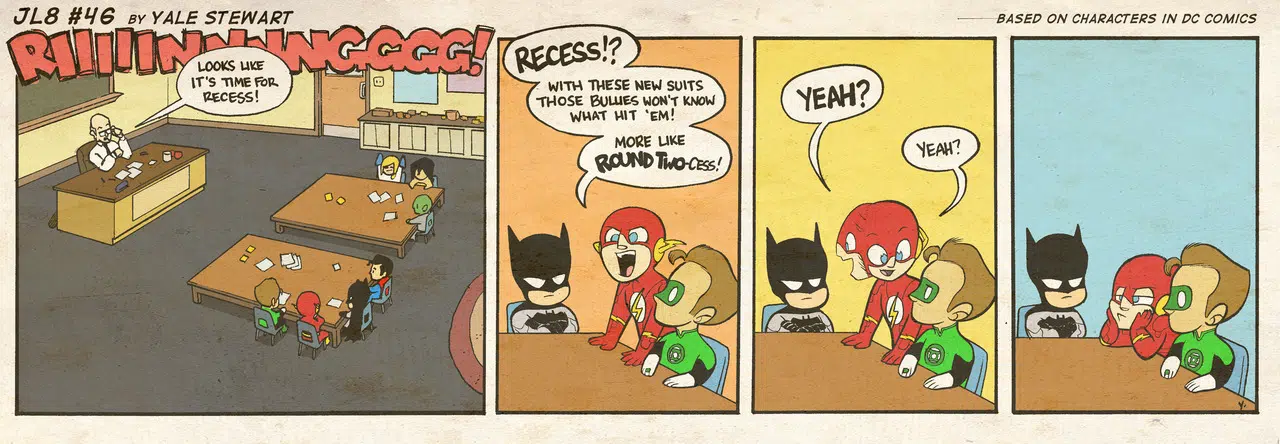 JL8 #46 BY YALE STEWART
BASED ON CHARACTERS IN DC COMICS
RIIIIINNNNNGGGGG!
LOOKS LIKE
IT'S TIME FOR
RECESS!
RECESS!?
WITH THESE NEW SUITS
THOSE BULLIES WON'T KNOW
WHAT HIT 'EM!
MORE LIKE
ROUND TWO-CESS!
YEAH?
YEAH?
Y.